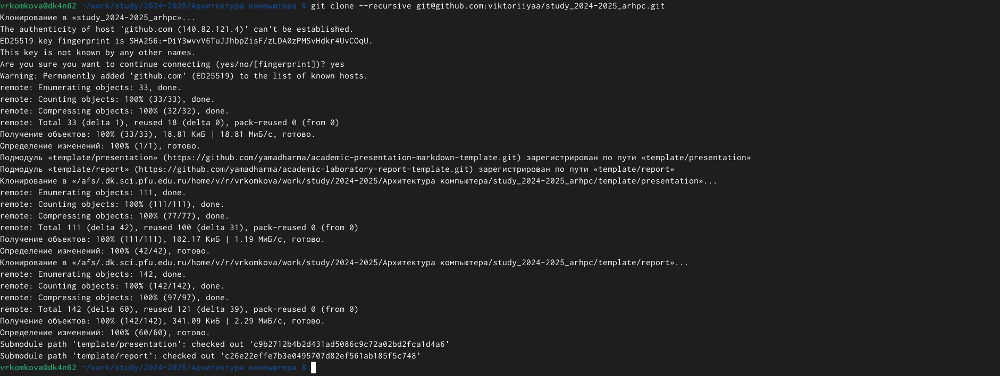 vrkomkova@dk4n62 ~/work/study/2024-2025/Архитектура компьютера $ git clone --recursive git@github.com:viktoriiyaa/study_2024-2025_arhpc.git
Клонирование в «study_2024-2025_arhpc»...
The authenticity of host 'github.com (140.82.121.4)' can't be established.
ED25519 key fingerprint is SHA256:+DiY3wvvV6TuJJhbpZisF/zLDA0zPMSvHdkr4UvCOqU.
This key is not known by any other names.
Are you sure you want to continue connecting (yes/no/[fingerprint])? yes
Warning: Permanently added 'github.com' (ED25519) to the list of known hosts.
remote: Enumerating objects: 33, done.
remote: Counting objects: 100% (33/33), done.
remote: Compressing objects: 100% (32/32), done.
remote: Total 33 (delta 1), reused 18 (delta 0), pack-reused 0 (from 0)
Получение объектов: 100% (33/33), 18.81 КиБ | 18.81 МиБ/с, готово.
Определение изменений: 100% (1/1), готово.
Подмодуль «template/presentation» (https://github.com/yamadharma/academic-presentation-markdown-template.git) зарегистрирован по пути «template/presentation»
Подмодуль «template/report» (https://github.com/yamadharma/academic-laboratory-report-template.git) зарегистрирован по пути «template/report»
Клонирование в «/afs/.dk.sci.pfu.edu.ru/home/v/r/vrkomkova/work/study/2024-2025/Архитектура компьютера/study_2024-2025_arhpc/template/presentation»...
remote: Enumerating objects: 111, done.
remote: Counting objects: 100% (111/111), done.
remote: Compressing objects: 100% (77/77), done.
remote: Total 111 (delta 42), reused 100 (delta 31), pack-reused 0 (from 0)
Получение объектов: 100% (111/111), 102.17 КиБ | 1.19 МиБ/с, готово.
Определение изменений: 100% (42/42), готово.
Клонирование в «/afs/.dk.sci.pfu.edu.ru/home/v/r/vrkomkova/work/study/2024-2025/Архитектура компьютера/study_2024-2025_arhpc/template/report»...
remote: Enumerating objects: 142, done.
remote: Counting objects: 100% (142/142), done.
remote: Compressing objects: 100% (97/97), done.
remote: Total 142 (delta 60), reused 121 (delta 39), pack-reused 0 (from 0)
Получение объектов: 100% (142/142), 341.09 КиБ | 2.29 МиБ/с, готово.
Определение изменений: 100% (60/60), готово.
Submodule path 'template/presentation': checked out 'c9b2712b4b2d431ad5086c9c72a02bd2fca1d4a6'
Submodule path 'template/report': checked out 'c26e22effe7b3e0495707d82ef561ab185f5c748'
vrkomkova@dk4n62 ~/work/study/2024-2025/Архитектура компьютера $